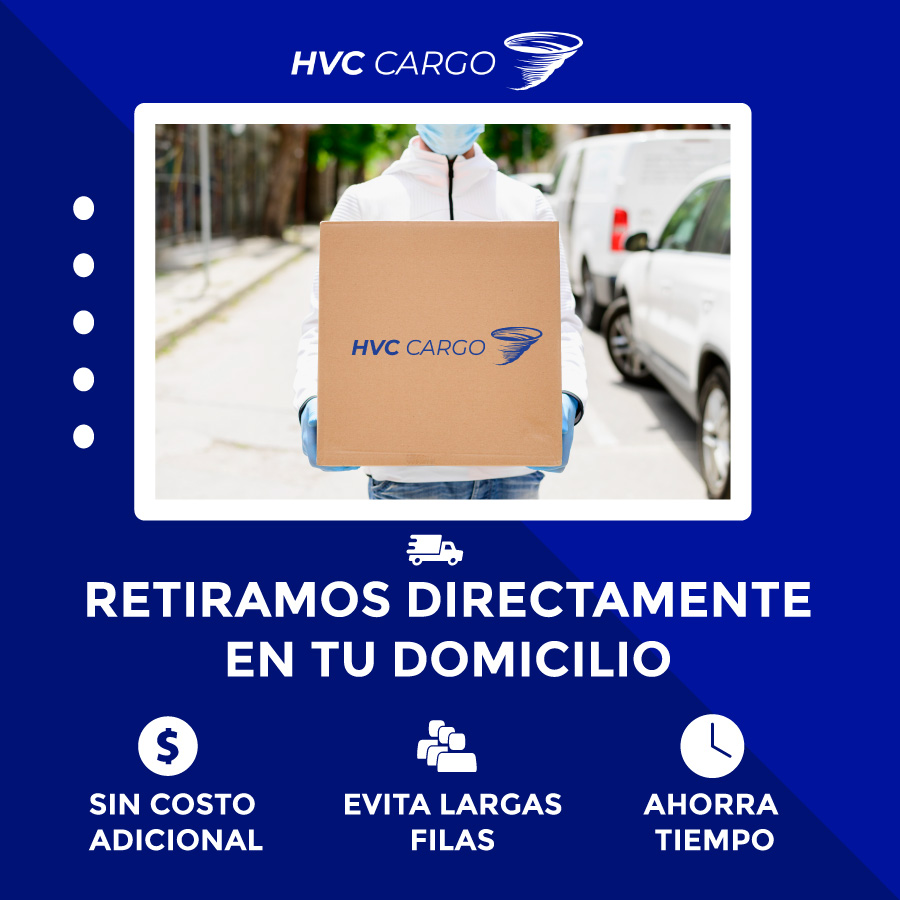 HVC CARGO
HVC CARGO
RETIRAMOS DIRECTAMENTE
EN TU DOMICILIO
$
SIN COSTO
ADICIONAL
EVITA LARGAS
FILAS
AHORRA
TIEMPO